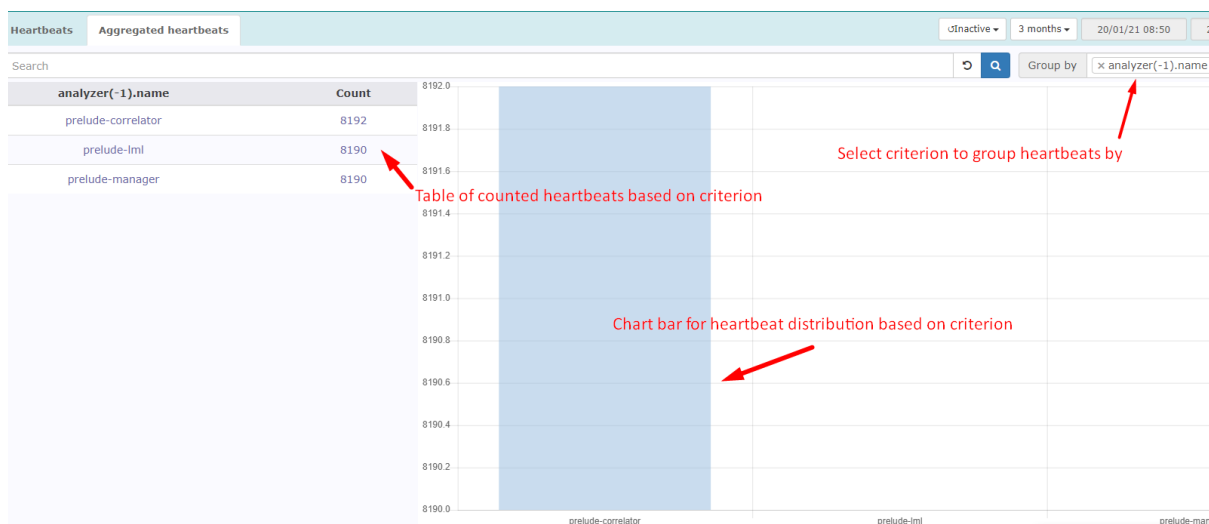 Heartbeats Aggregated heartbeats Inactive 3 months 20/01/21 08:50
Search Group by × analyzer(-1).name
analyzer(-1).name Count
prelude-correlator 8192
prelude-lml 8190
prelude-manager 8190
8192.0
8191.8
8191.6
8191.4
8191.2
8191.0
8190.8
8190.6
8190.4
8190.2
8190.0
Select criterion to group heartbeats by
Table of counted heartbeats based on criterion
Chart bar for heartbeat distribution based on criterion
prelude-correlator prelude-lml prelude-mar